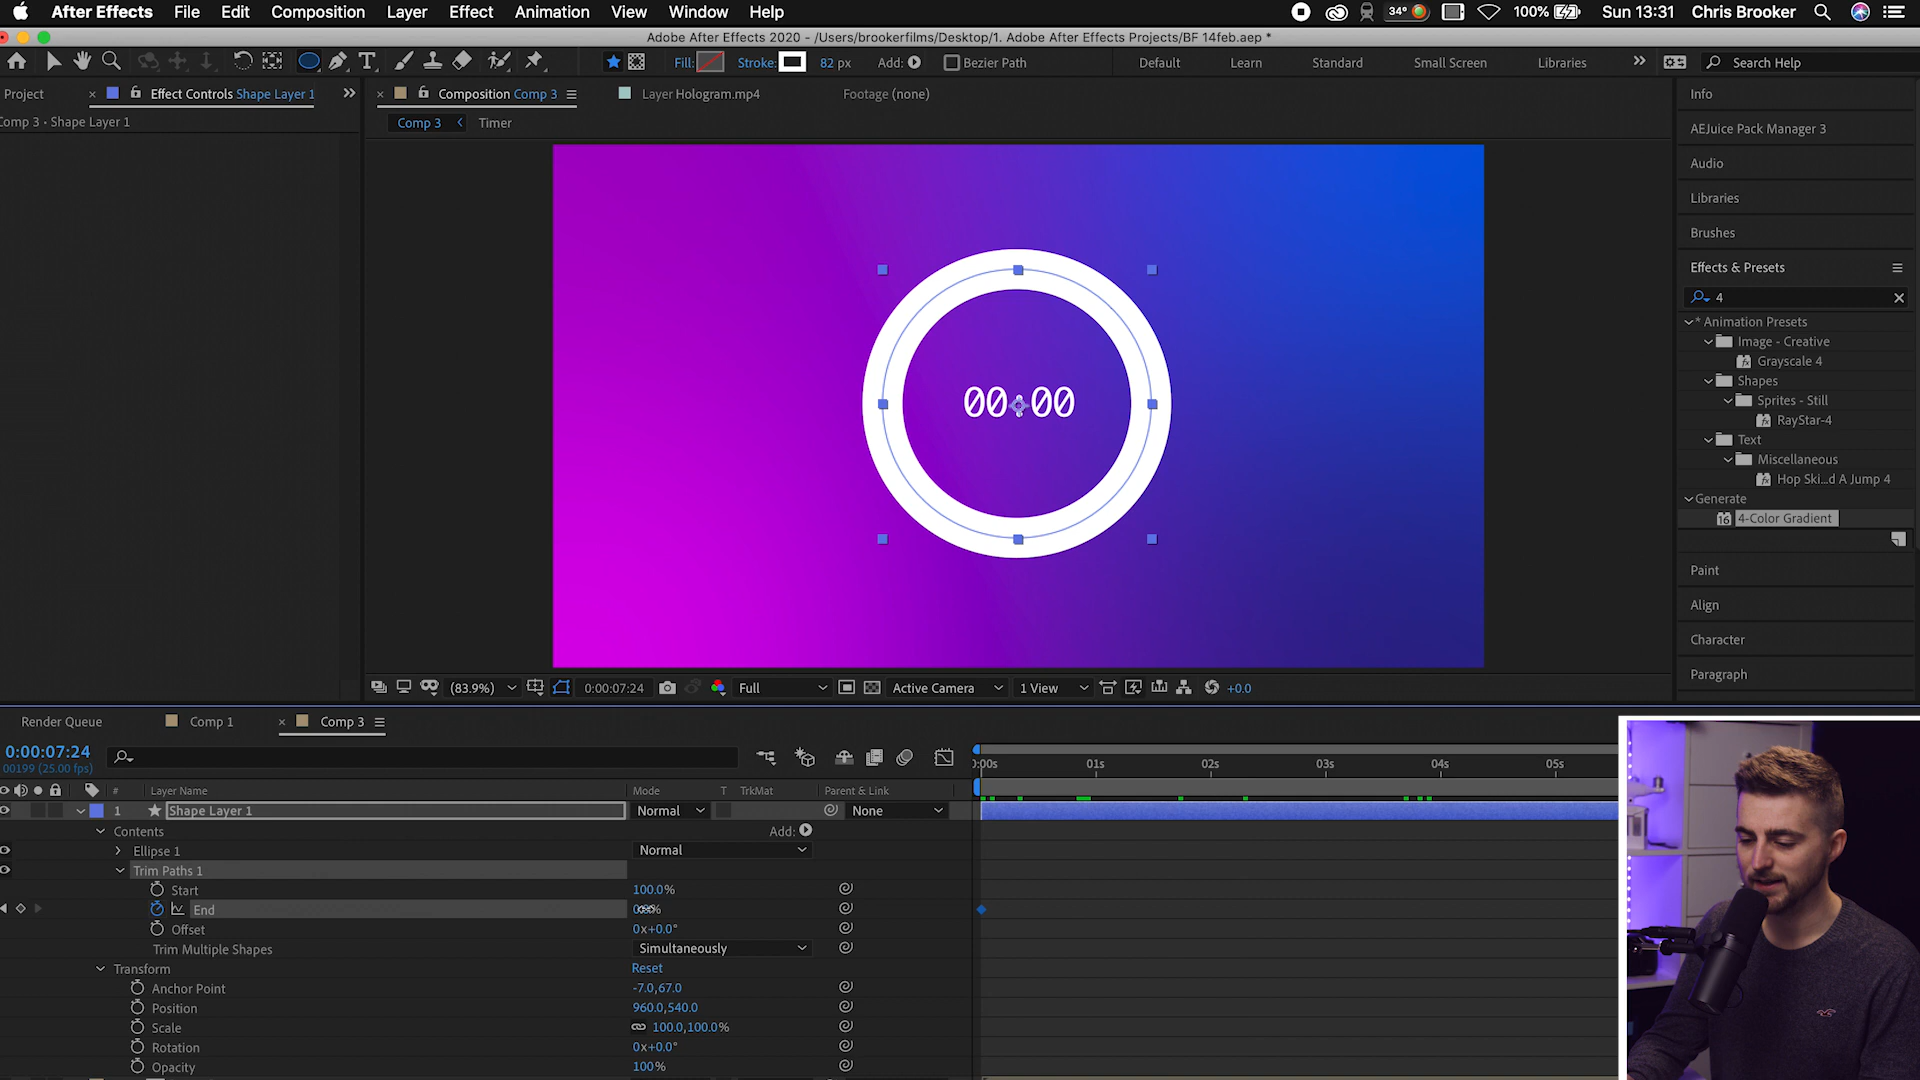 After Effects File Edit Composition Layer Effect Animation View Window Help 34° 100% Sun 13:31 Chris Brooker
Adobe After Effects 2020 - /Users/brookerfilms/Desktop/1. Adobe After Effects Projects/BF 14feb.aep *
Fill: Stroke: 82 px Add: Bezier Path Default Learn Standard Small Screen Libraries Search Help
Project Effect Controls Shape Layer 1 Composition Comp 3 Layer Hologram.mp4 Footage (none) Info
Comp 3 • Shape Layer 1 Comp 3 Timer
AEJuice Pack Manager 3
Audio
Libraries
Brushes
Effects & Presets
4
* Animation Presets
Image - Creative
Grayscale 4
Shapes
Sprites - Still
RayStar-4
Text
Miscellaneous
Hop Ski...d A Jump 4
Generate
16 4-Color Gradient
Paint
Align
Character
Paragraph
00:00
(83.9%) 0:00:07:24 Full Active Camera 1 View +0.0
Render Queue Comp 1 Comp 3
0:00:07:24
00199 (25.00 fps)
):00s 01s 02s 03s 04s 05s
# Layer Name Mode T TrkMat Parent & Link
1 Shape Layer 1 Normal None
Contents Add:
Ellipse 1 Normal
Trim Paths 1
Start 100.0%
End
Offset 0x+0.0°
Trim Multiple Shapes Simultaneously
Transform Reset
Anchor Point -7.0,67.0
Position 960.0,540.0
Scale 100.0,100.0%
Rotation 0x+0.0°
Opacity 100%